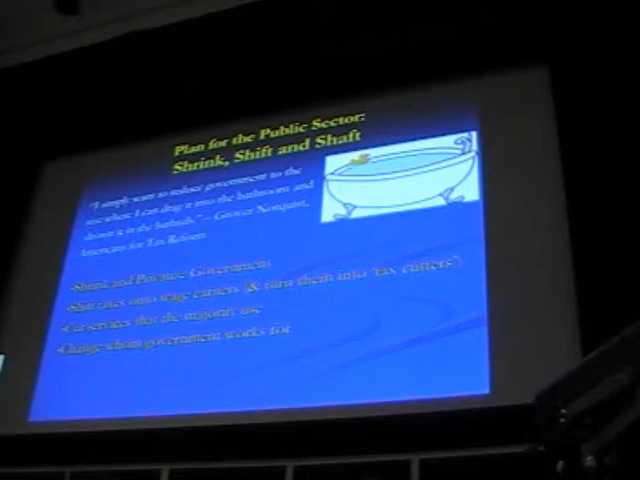 Plan for the Public Sector:
Shrink, Shift and Shaft
"I simply want to reduce government to the
size where I can drag it into the bathroom and
drown it in the bathtub." - Grover Norquist,
Americans for Tax Reform
-Shrink and Privatize Government
-Shift taxes onto wage earners (& turn them into "tax cutters")
-Cut services that the majority use
-Change whom government works for